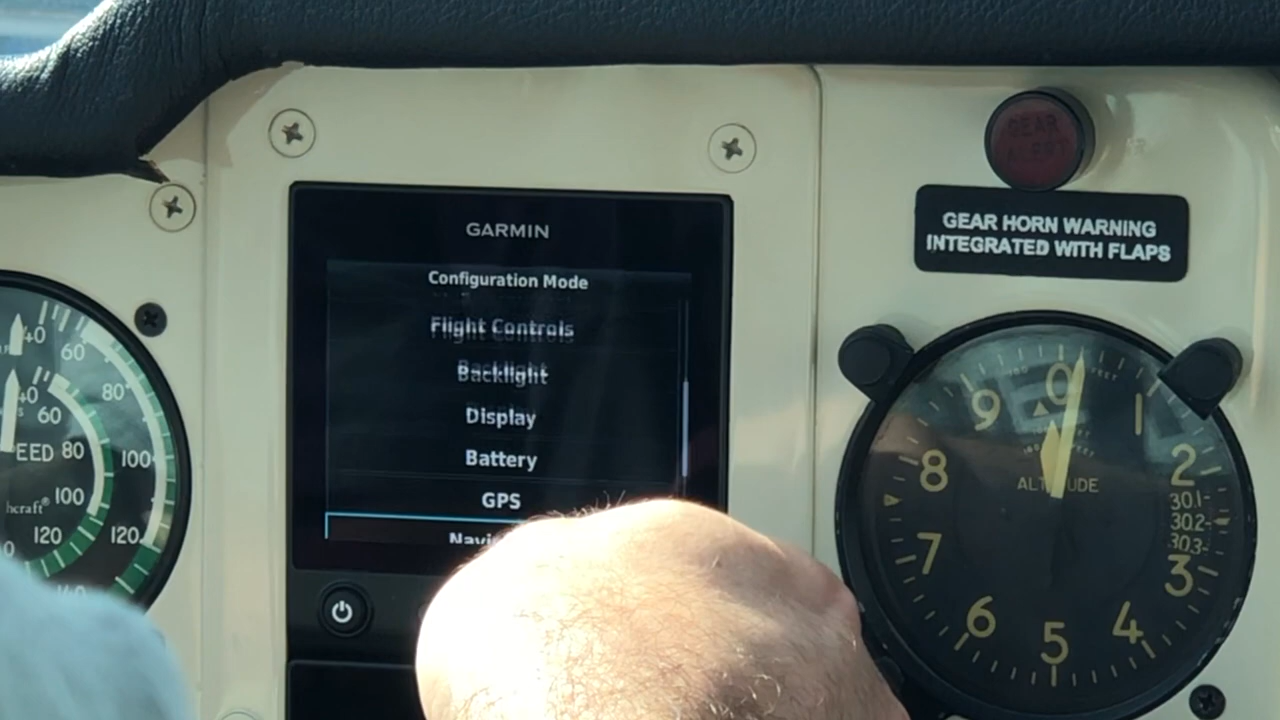 GARMIN
Configuration Mode
Flight Controls
Backlight
Display
Battery
GPS
GEAR
GEAR HORN WARNING
INTEGRATED WITH FLAPS
40
60
80
100
120
40
60
EED 80
100
120
hcraft®
0
1
2
3
4
5
6
7
8
9
30.1
30.2
30.3